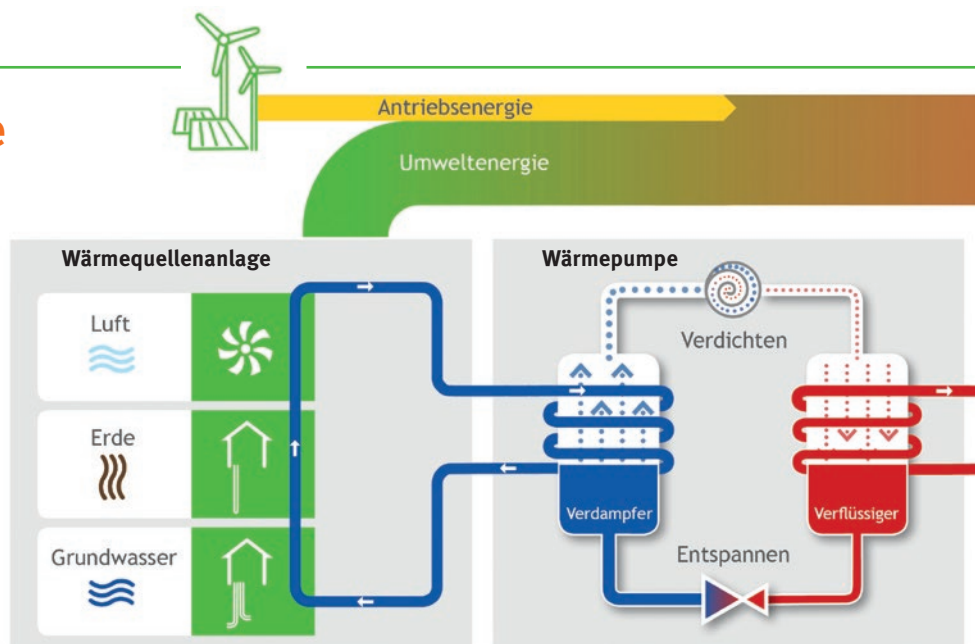 e
Antriebsenergie
Umweltenergie
Wärmequellenanlage
Luft
Erde
Grundwasser
Wärmepumpe
Verdichten
Verdampfer
Verflüssiger
Entspannen